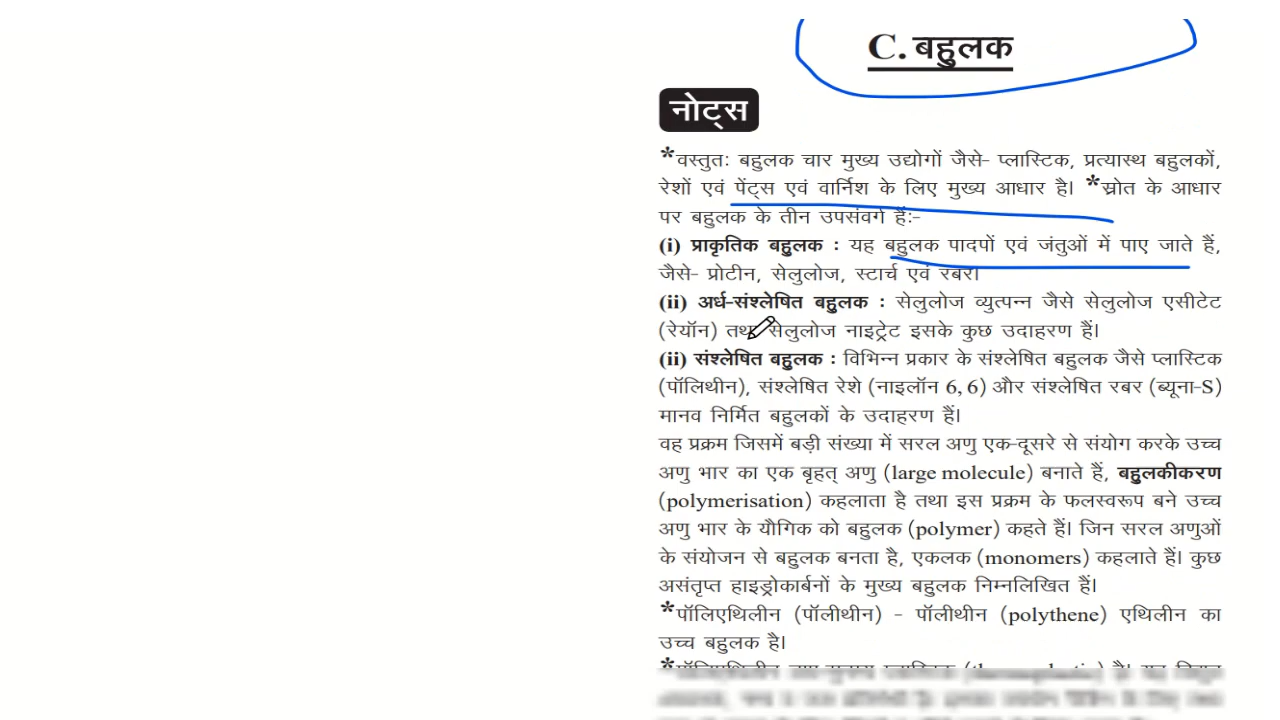 C. बहुलक
नोट्स
*वस्तुतः बहुलक चार मुख्य उद्योगों जैसे- प्लास्टिक, प्रत्यास्थ बहुलकों,
रेशों एवं पेंट्स एवं वार्निश के लिए मुख्य आधार है। *स्रोत के आधार
पर बहुलक के तीन उपसंवर्ग हैं:-
(i) प्राकृतिक बहुलक : यह बहुलक पादपों एवं जंतुओं में पाए जाते हैं,
जैसे- प्रोटीन, सेलुलोज, स्टार्च एवं रबर।
(ii) अर्ध-संश्लेषित बहुलक : सेलुलोज व्युत्पन्न जैसे सेलुलोज एसीटेट
(रेयॉन) तथा सेलुलोज नाइट्रेट इसके कुछ उदाहरण हैं।
(ii) संश्लेषित बहुलक : विभिन्न प्रकार के संश्लेषित बहुलक जैसे प्लास्टिक
(पॉलिथीन), संश्लेषित रेशे (नाइलॉन 6, 6) और संश्लेषित रबर (ब्यूना-S)
मानव निर्मित बहुलकों के उदाहरण हैं।
वह प्रक्रम जिसमें बड़ी संख्या में सरल अणु एक-दूसरे से संयोग करके उच्च
अणु भार का एक बृहत् अणु (large molecule) बनाते हैं, बहुलकीकरण
(polymerisation) कहलाता है तथा इस प्रक्रम के फलस्वरूप बने उच्च
अणु भार के यौगिक को बहुलक (polymer) कहते हैं। जिन सरल अणुओं
के संयोजन से बहुलक बनता है, एकलक (monomers) कहलाते हैं। कुछ
असंतृप्त हाइड्रोकार्बनों के मुख्य बहुलक निम्नलिखित हैं।
*पॉलिएथिलीन (पॉलीथीन) - पॉलीथीन (polythene) एथिलीन का
उच्च बहुलक है।